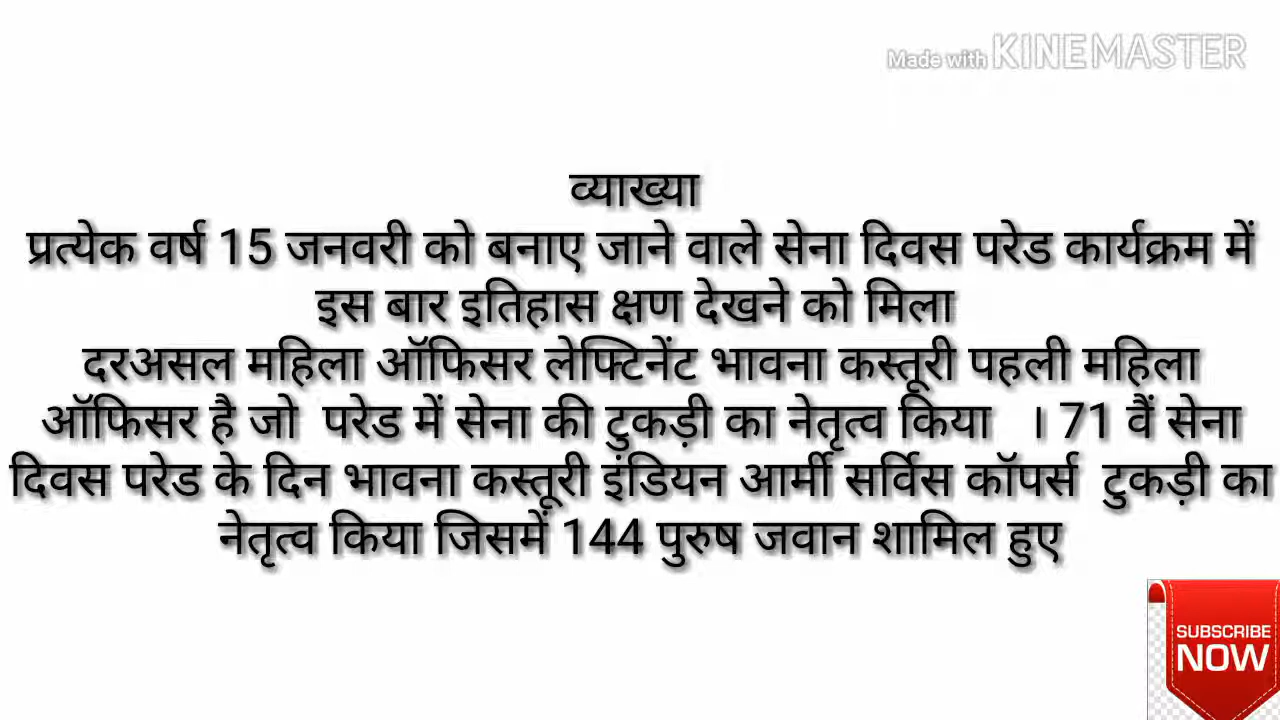 Made with KINEMASTER
व्याख्या
प्रत्येक वर्ष 15 जनवरी को बनाए जाने वाले सेना दिवस परेड कार्यक्रम में
इस बार इतिहास क्षण देखने को मिला
दरअसल महिला ऑफिसर लेफ्टिनेंट भावना कस्तूरी पहली महिला
ऑफिसर है जो परेड में सेना की टुकड़ी का नेतृत्व किया । 71 वैं सेना
दिवस परेड के दिन भावना कस्तूरी इंडियन आर्मी सर्विस कॉपर्स टुकड़ी का
नेतृत्व किया जिसमें 144 पुरुष जवान शामिल हुए
SUBSCRIBE
NOW